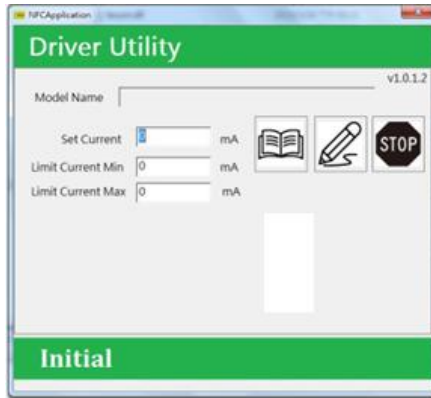 NFCApplication
Driver Utility
v1.0.1.2
Model Name
Set Current 0 mA
Limit Current Min 0 mA
Limit Current Max 0 mA
STOP
Initial